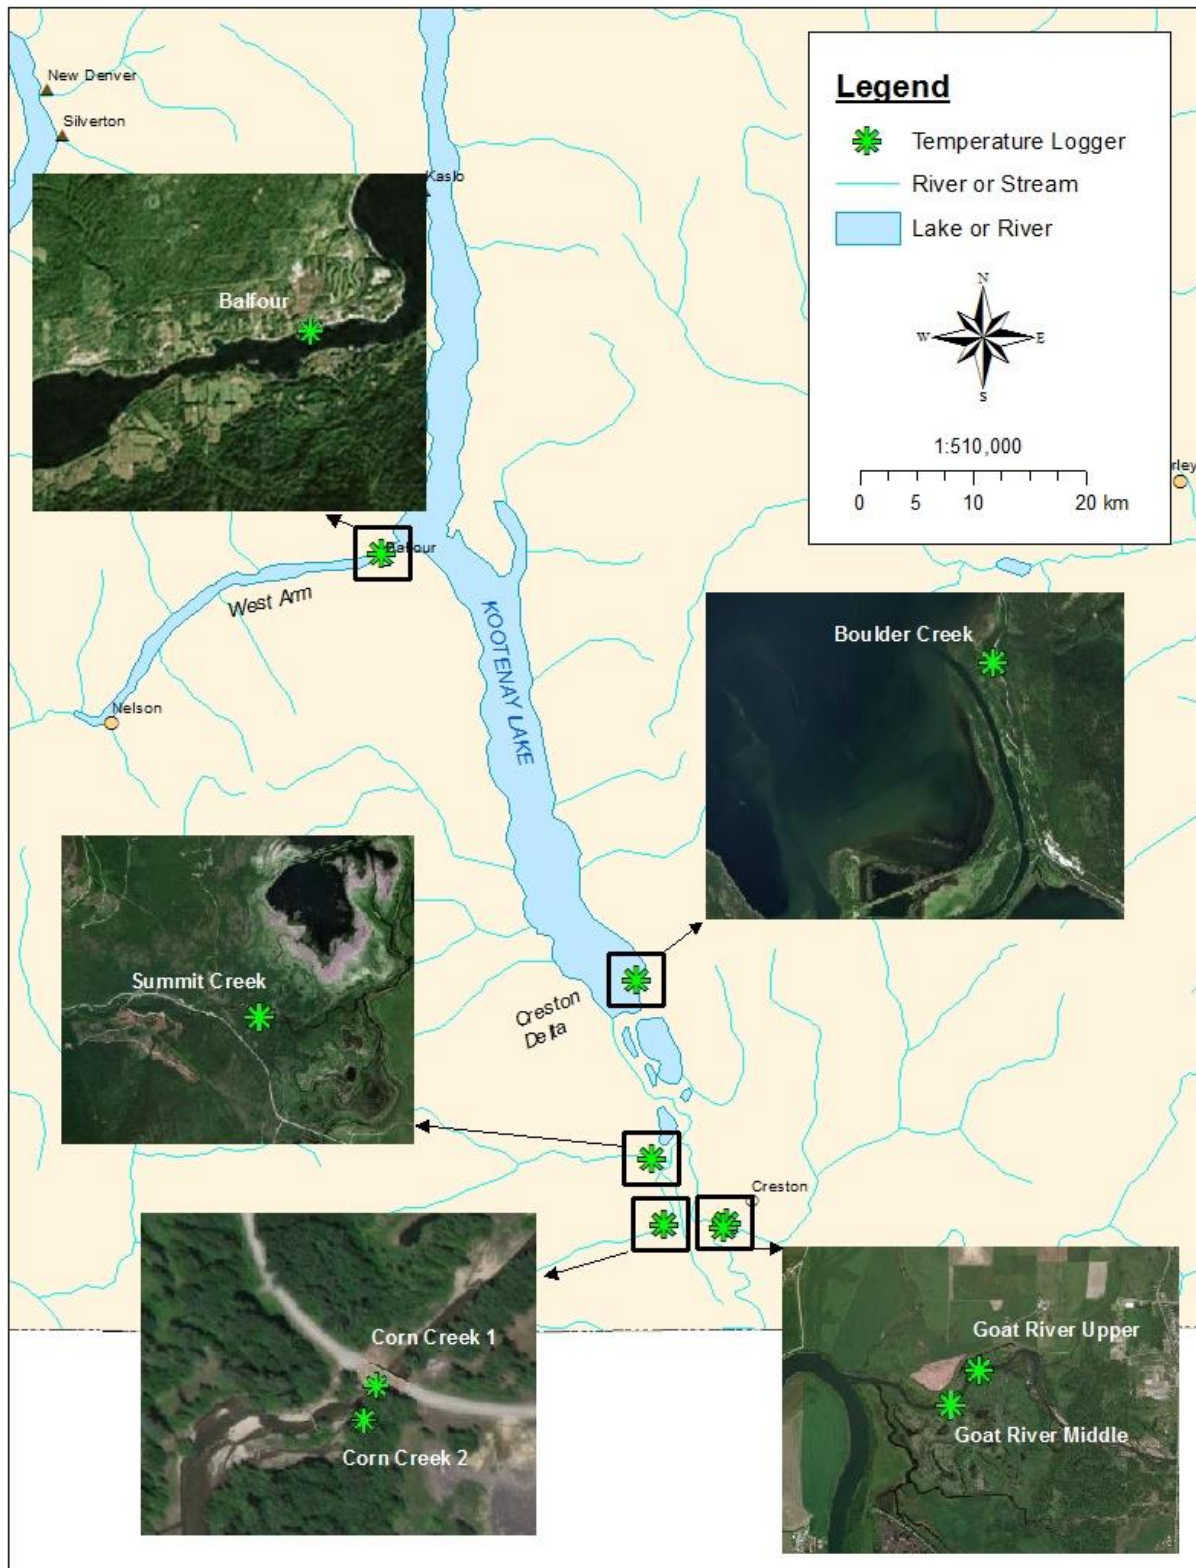 New Denver
Silverton
Kaslo
Balfour
Balfour
West Arm
Nelson
KOOTENAY LAKE
Legend
Temperature Logger
River or Stream
Lake or River
N
W
E
S
1:510,000
0 5 10 20 km
rley
Boulder Creek
Summit Creek
Creston
Delta
Creston
Corn Creek 1
Corn Creek 2
Goat River Upper
Goat River Middle